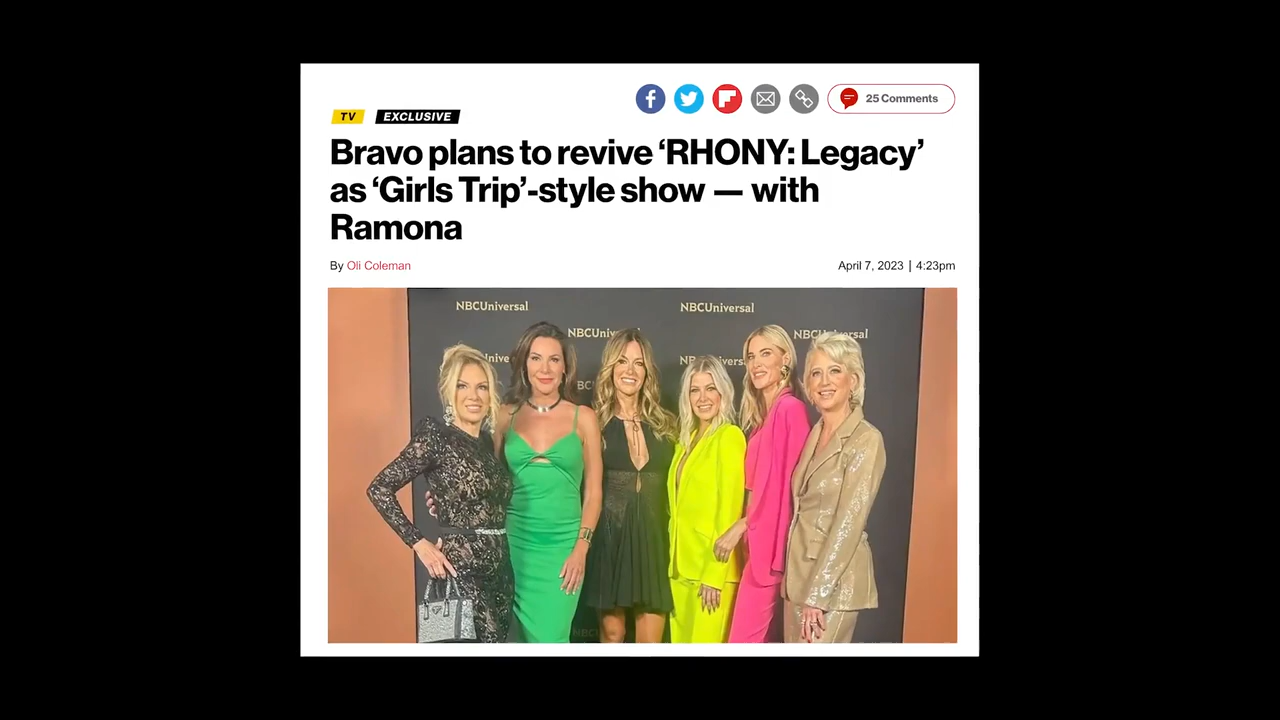 25 Comments
TV EXCLUSIVE
Bravo plans to revive ‘RHONY: Legacy’
as ‘Girls Trip’-style show — with
Ramona
By Oli Coleman April 7, 2023 | 4:23pm
NBCUniversal NBCUniversal
NBCUniversal NBCUniversal